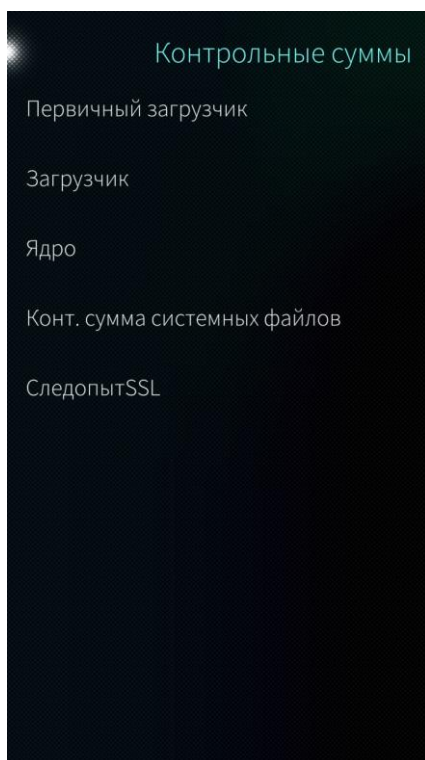 Контрольные суммы
Первичный загрузчик
Загрузчик
Ядро
Конт. сумма системных файлов
СледопытSSL